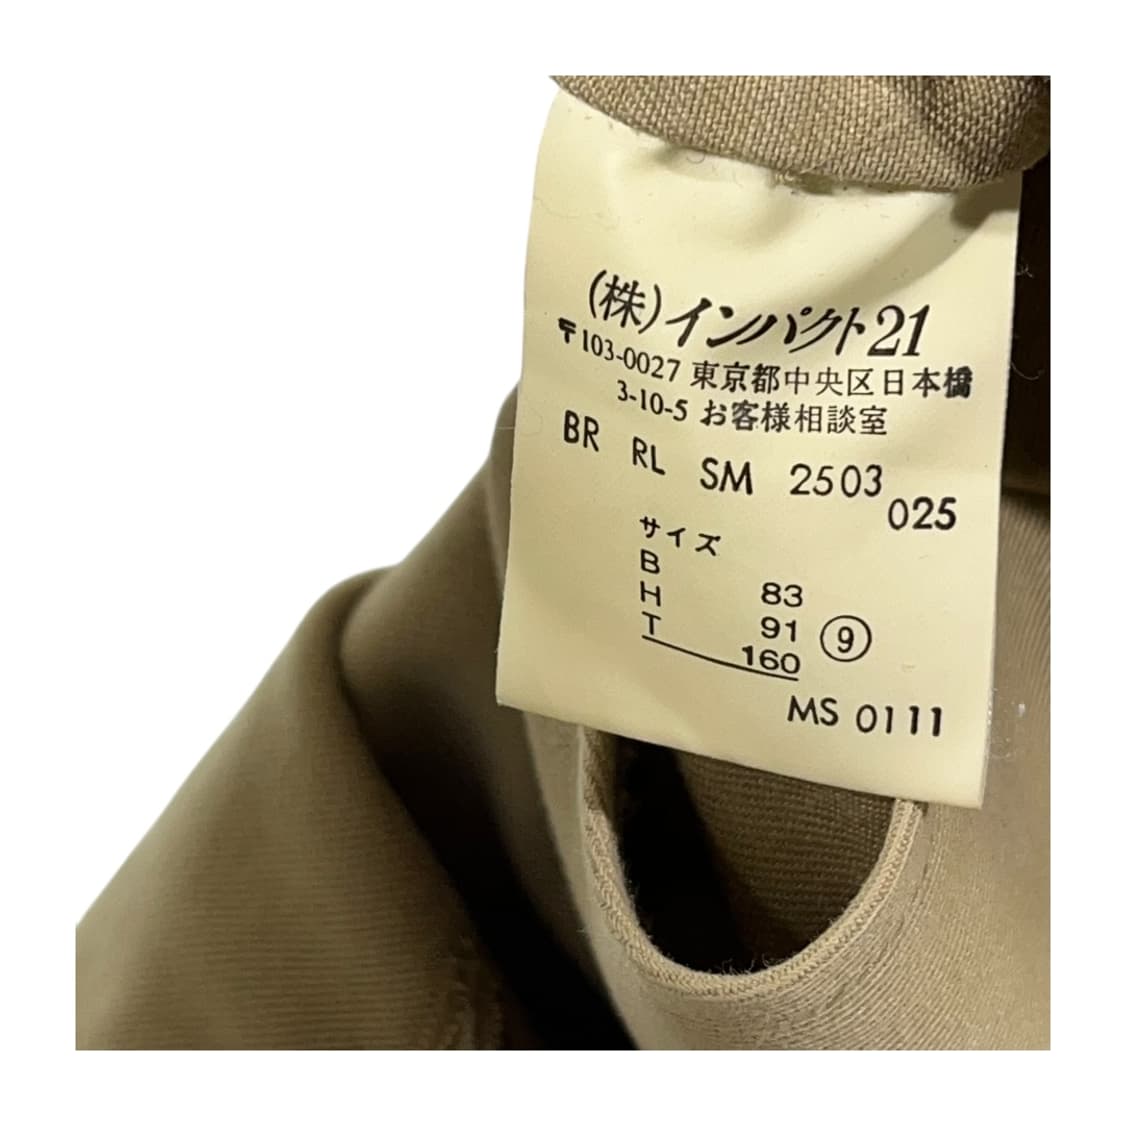 (株)インパクト21
〒103-0027 東京都中央区日本橋
3-10-5 お客様相談室
BR RL SM 2503
025
サイズ
B 83
H 91 ⑨
T 160
MS 0111